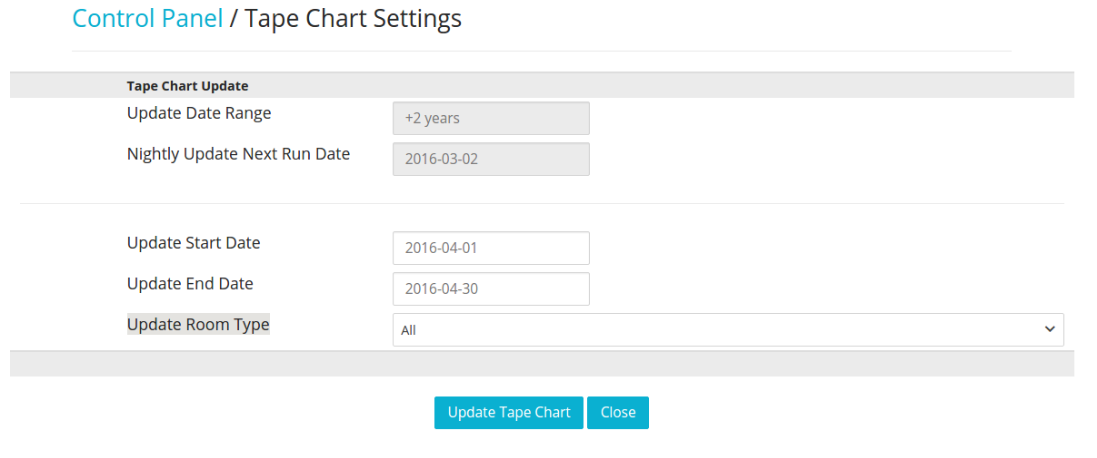 Control Panel / Tape Chart Settings
Tape Chart Update
Update Date Range +2 years
Nightly Update Next Run Date 2016-03-02
Update Start Date 2016-04-01
Update End Date 2016-04-30
Update Room Type All
Update Tape Chart Close